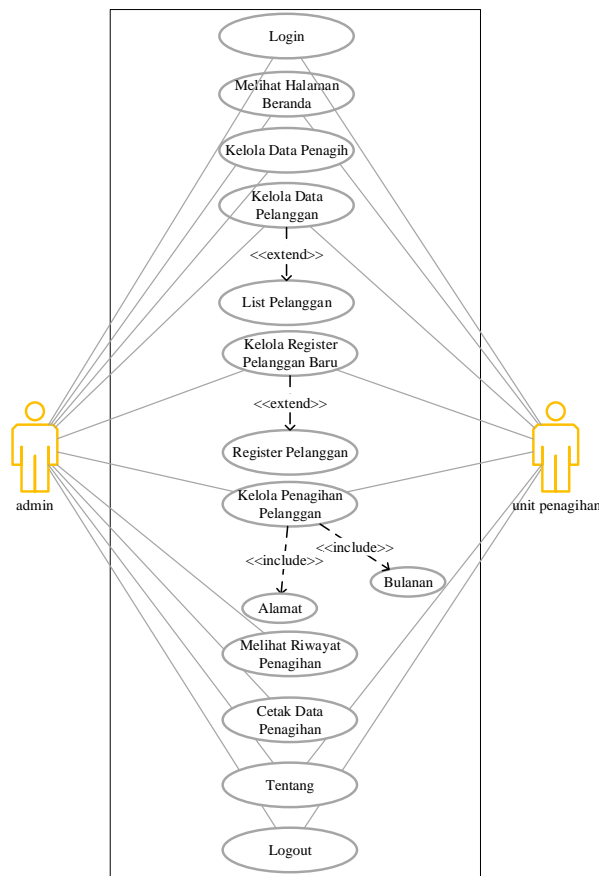 Login
Melihat Halaman
Beranda
Kelola Data Penagih
Kelola Data
Pelanggan
<<extend>>
List Pelanggan
Kelola Register
Pelanggan Baru
<<extend>>
Register Pelanggan
admin
unit penagihan
Kelola Penagihan
Pelanggan
<<include>>
<<include>>
Bulanan
Alamat
Melihat Riwayat
Penagihan
Cetak Data
Penagihan
Tentang
Logout